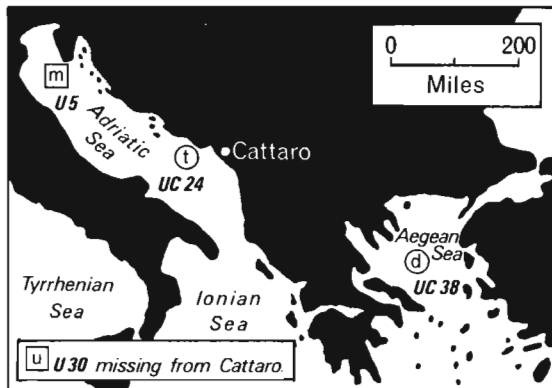 0 200
Miles
m
U5
Adriatic
Sea
t
Cattaro
UC 24
Aegean
Sea
d
UC 38
Tyrrhenian
Sea
Ionian
Sea
u U 30 missing from Cattaro.